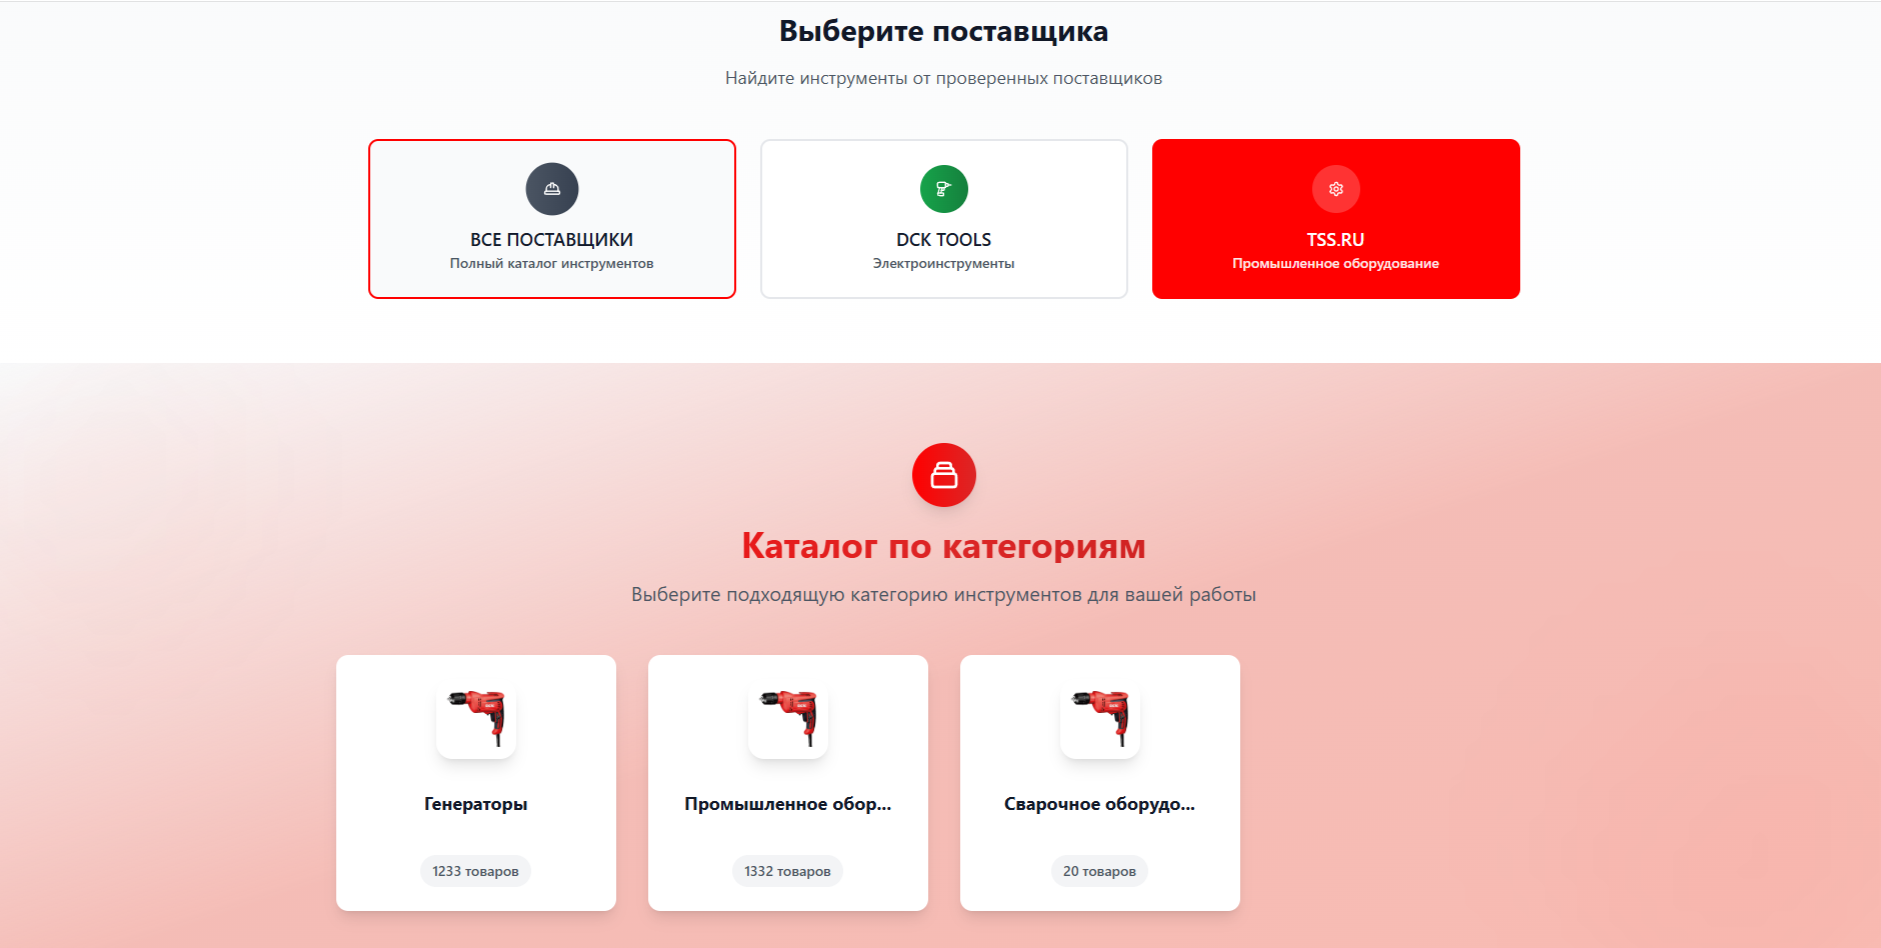 Выберите поставщика
Найдите инструменты от проверенных поставщиков
ВСЕ ПОСТАВЩИКИ
Полный каталог инструментов
DCK TOOLS
Электроинструменты
TSS.RU
Промышленное оборудование
Каталог по категориям
Выберите подходящую категорию инструментов для вашей работы
Генераторы
1233 товаров
Промышленное обор...
1332 товаров
Сварочное оборудо...
20 товаров